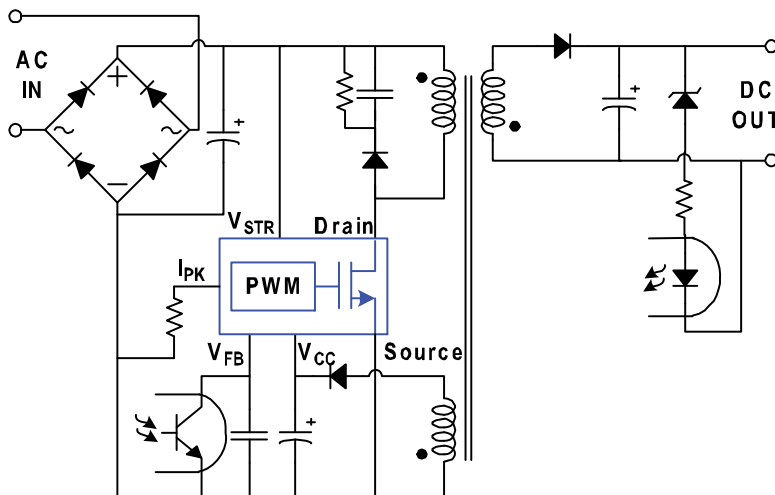 AC
IN
+
~
~
−
+
+
DC
OUT
VSTR
Drain
IPK
PWM
VFB
VCC
Source
+